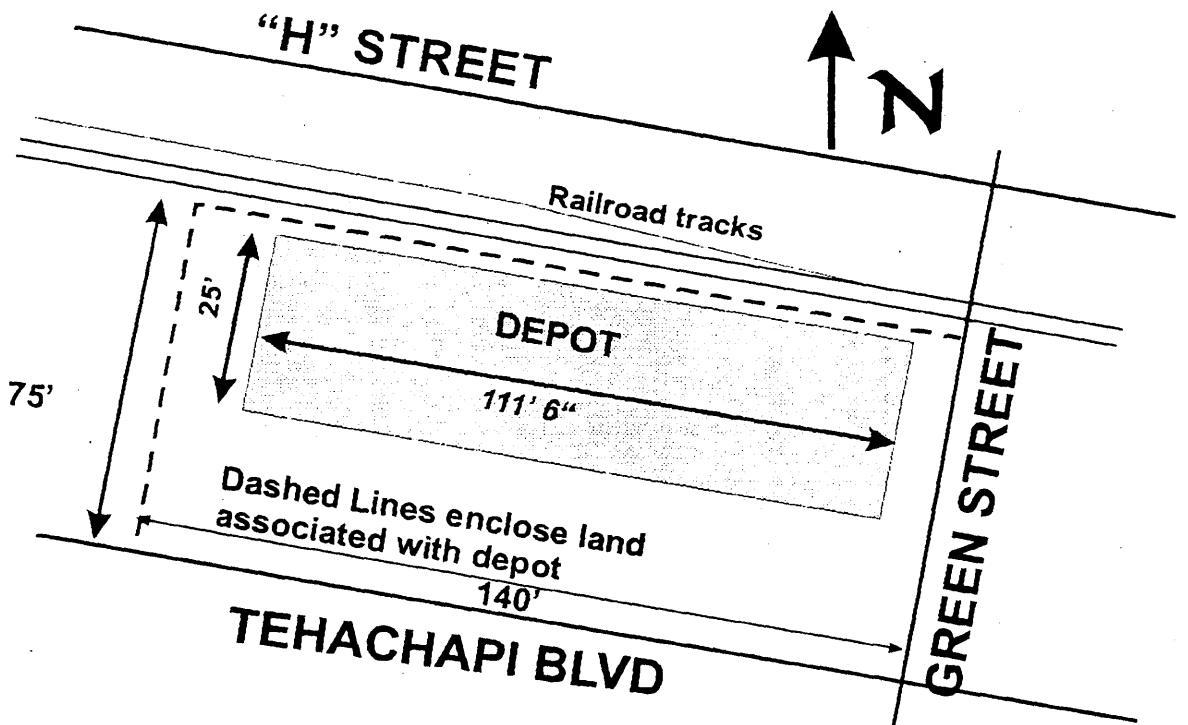 “H” STREET
N
Railroad tracks
25’
DEPOT
75’
111’ 6“
Dashed Lines enclose land
associated with depot
140’
TEHACHAPI BLVD
GREEN STREET